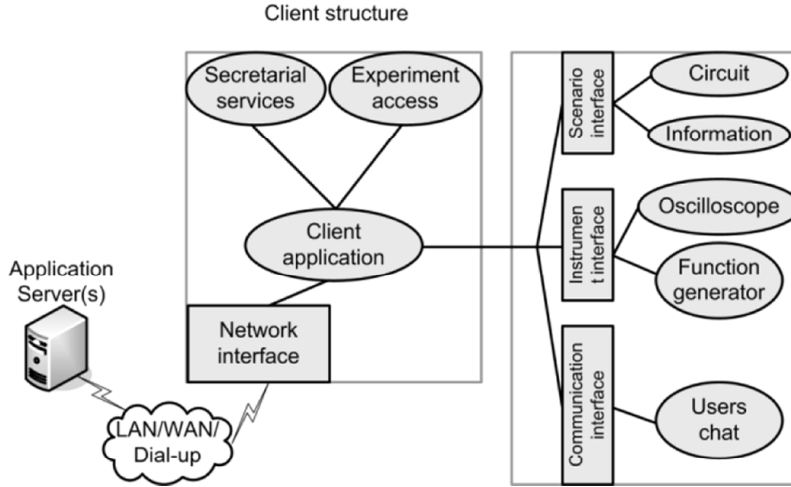 Client structure
Secretarial
services
Experiment
access
Client
application
Network
interface
Application
Server(s)
LAN/WAN/
Dial-up
Scenario
interface
Circuit
Information
Instrumen
t interface
Oscilloscope
Function
generator
Communication
interface
Users
chat